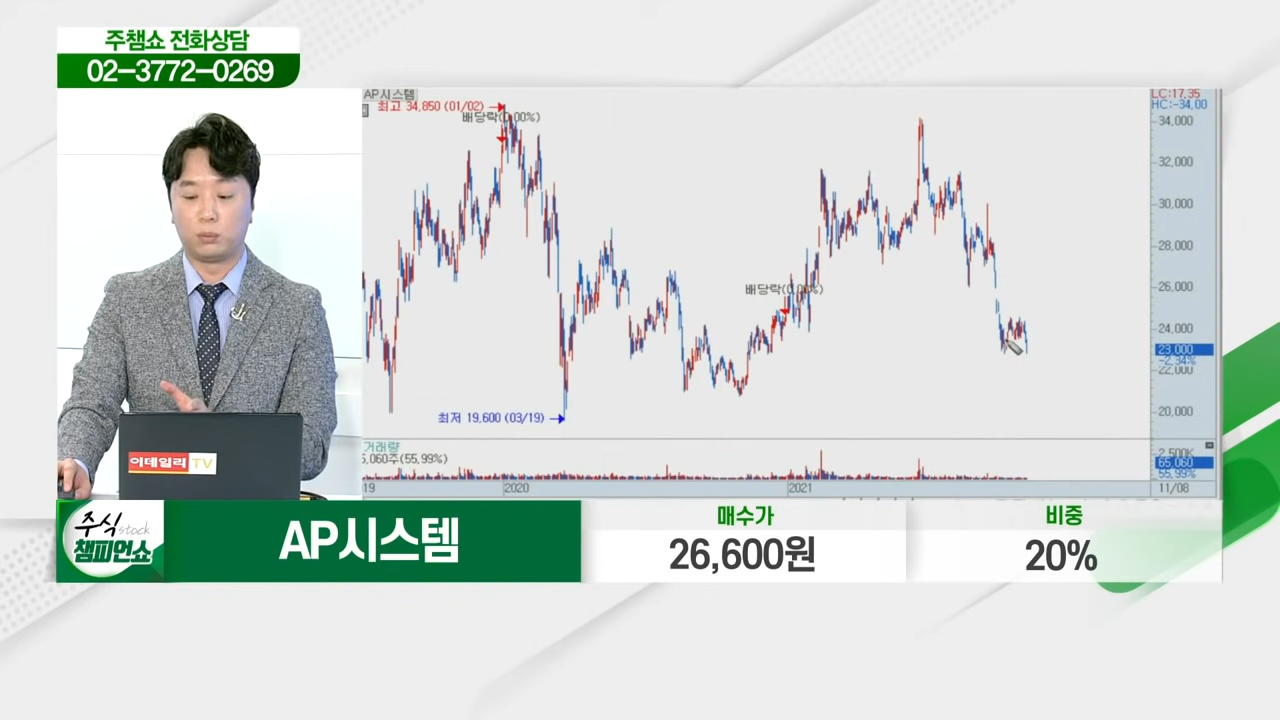 주챔쇼 전화상담
02-3772-0269
AP시스템
최고 34,850 (01/02)
배당락(0.00%)
LC:17.35
HC:-34.00
34,000
32,000
30,000
28,000
배당락(0.00%)
26,000
24,000
23,000
-2.34%
22,000
최저 19,600 (03/19)
20,000
거래량
5,060주(55.99%)
2,500K
65,060
55.99%
19
2020
2021
11/08
이데일리 TV
주식 stock
챔피언쇼
AP시스템
매수가
26,600원
비중
20%